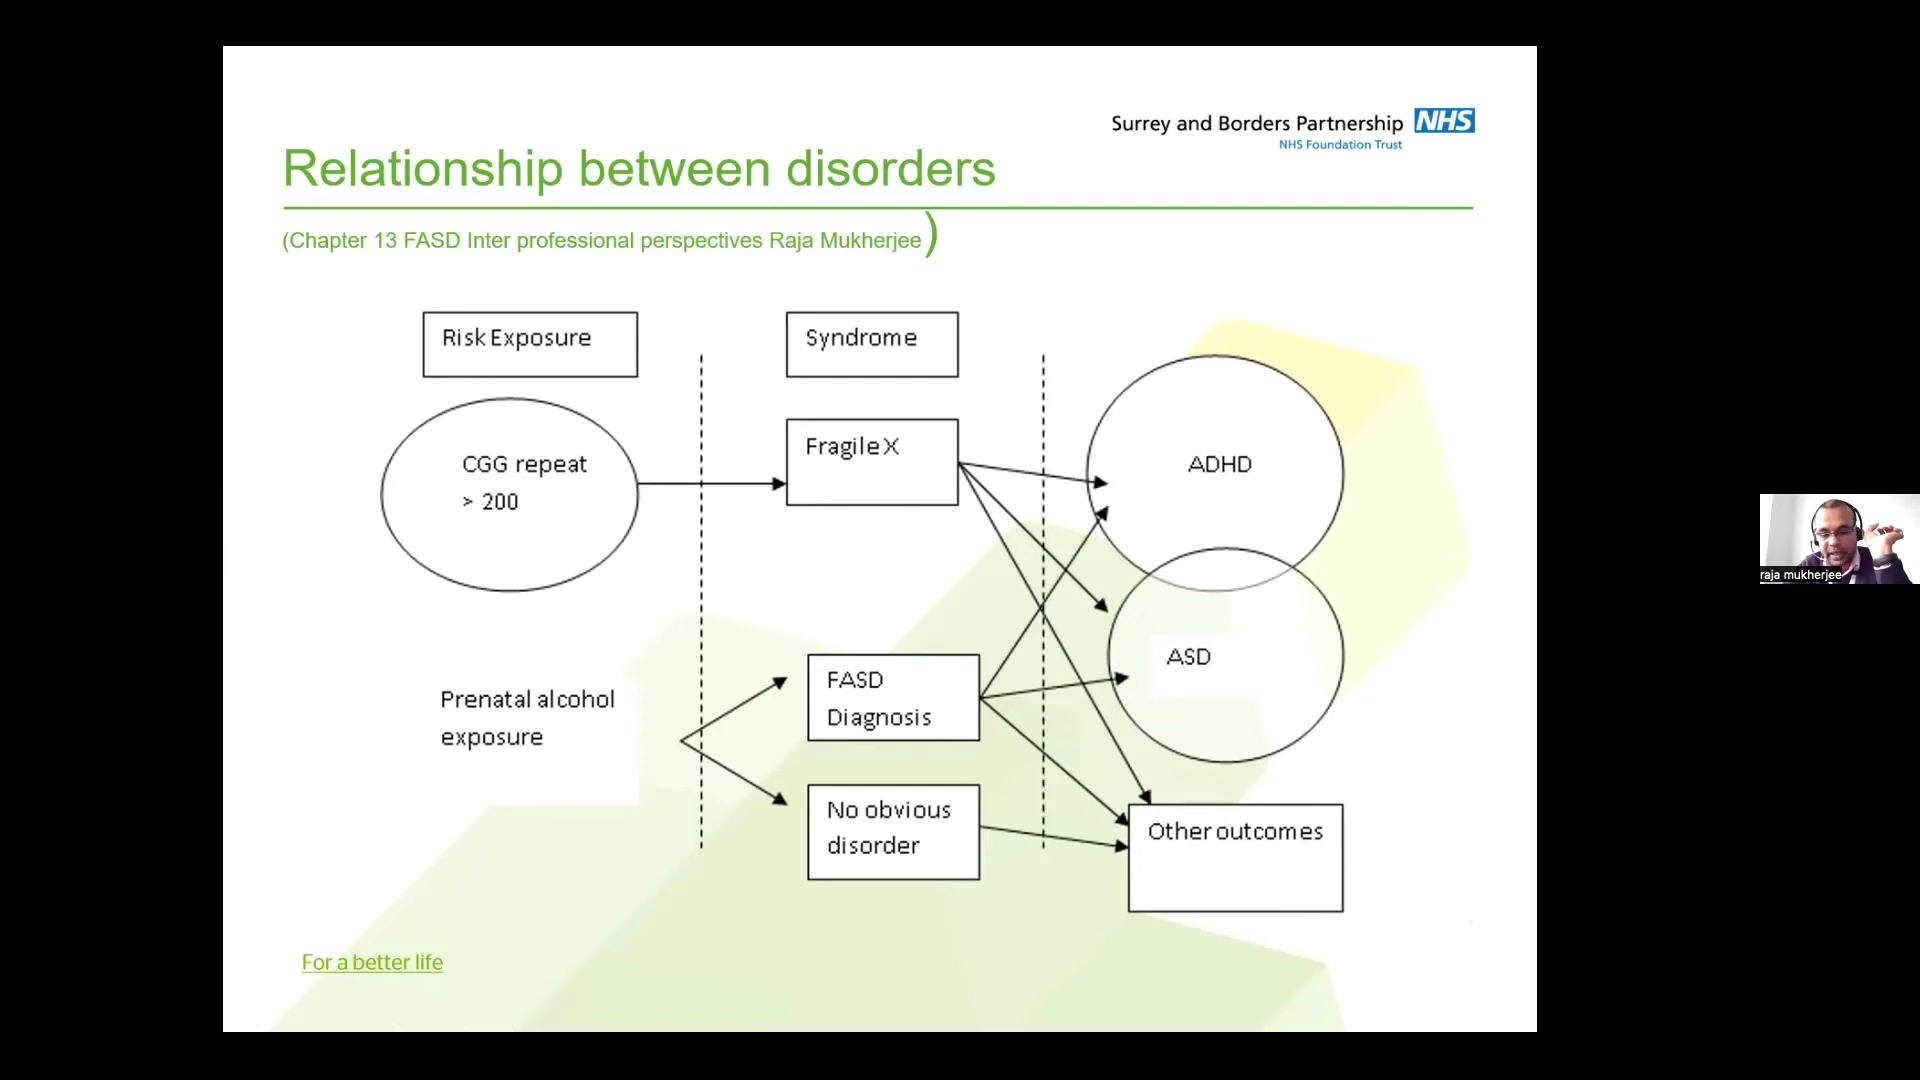 Surrey and Borders Partnership NHS
NHS Foundation Trust
Relationship between disorders
(Chapter 13 FASD Inter professional perspectives Raja Mukherjee)
Risk Exposure
Syndrome
CGG repeat
> 200
Fragile X
ADHD
ASD
Prenatal alcohol
exposure
FASD
Diagnosis
No obvious
disorder
Other outcomes
For a better life
raja mukherjee